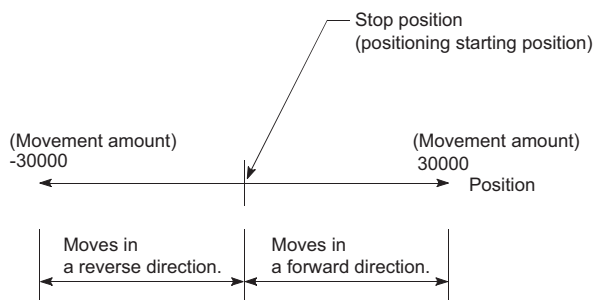 Stop position
(positioning starting position)
(Movement amount)
-30000
(Movement amount)
30000
Position
Moves in
a reverse direction.
Moves in
a forward direction.